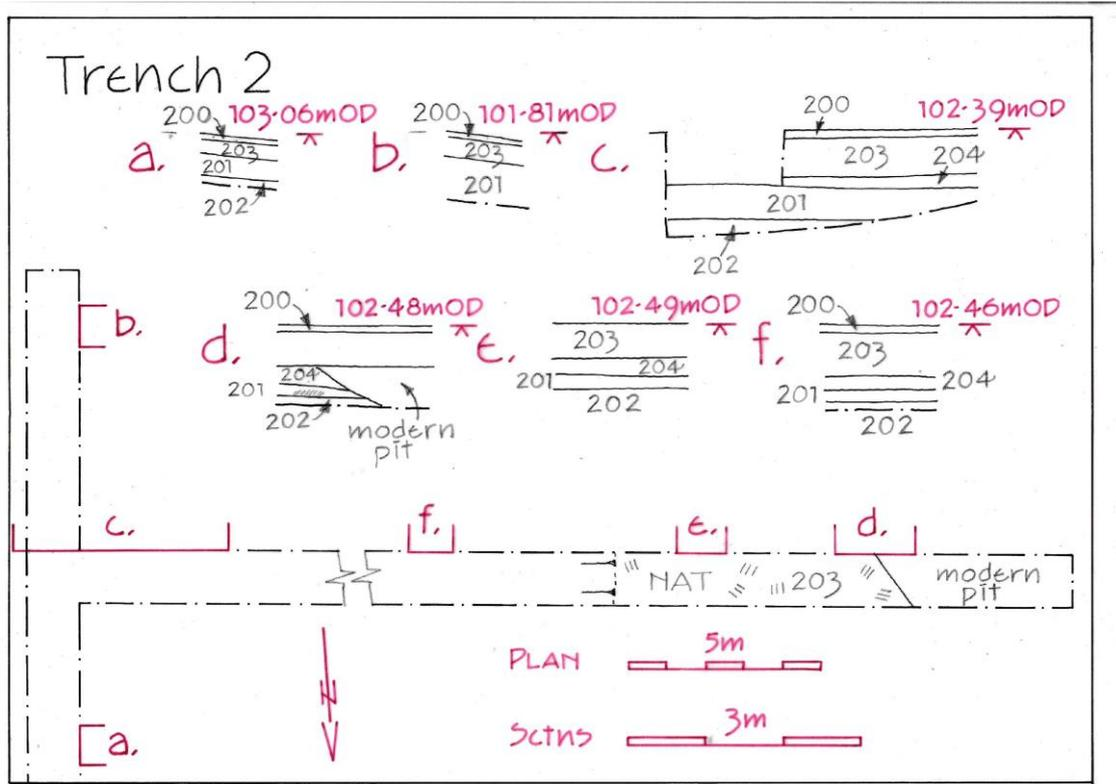 Trench 2
a.
200
103.06mOD
203
201
202
b.
200
101.81mOD
203
201
c.
200
102.39mOD
203
204
201
202
b.
d.
200
102.48mOD
204
201
202
modern
pit
e.
102.49mOD
203
204
201
202
f.
200
102.46mOD
203
204
201
202
c.
f.
e.
d.
NAT
203
modern
pit
N
5m
PLAN
3m
Sctns
a.